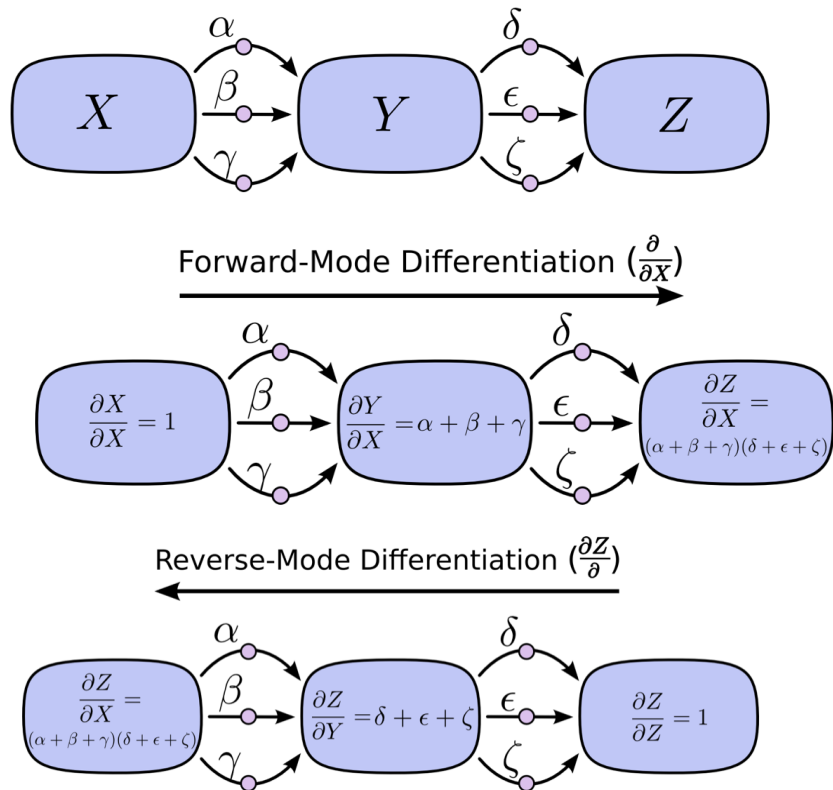 α δ
X β Y ϵ Z
γ ζ
Forward-Mode Differentiation (∂/∂X)
α δ
∂X/∂X = 1 β ∂Y/∂X = α + β + γ ϵ ∂Z/∂X =
(α + β + γ)(δ + ϵ + ζ)
γ ζ
Reverse-Mode Differentiation (∂Z/∂)
α δ
∂Z/∂X = β ∂Z/∂Y = δ + ϵ + ζ ϵ ∂Z/∂Z = 1
(α + β + γ)(δ + ϵ + ζ)
γ ζ